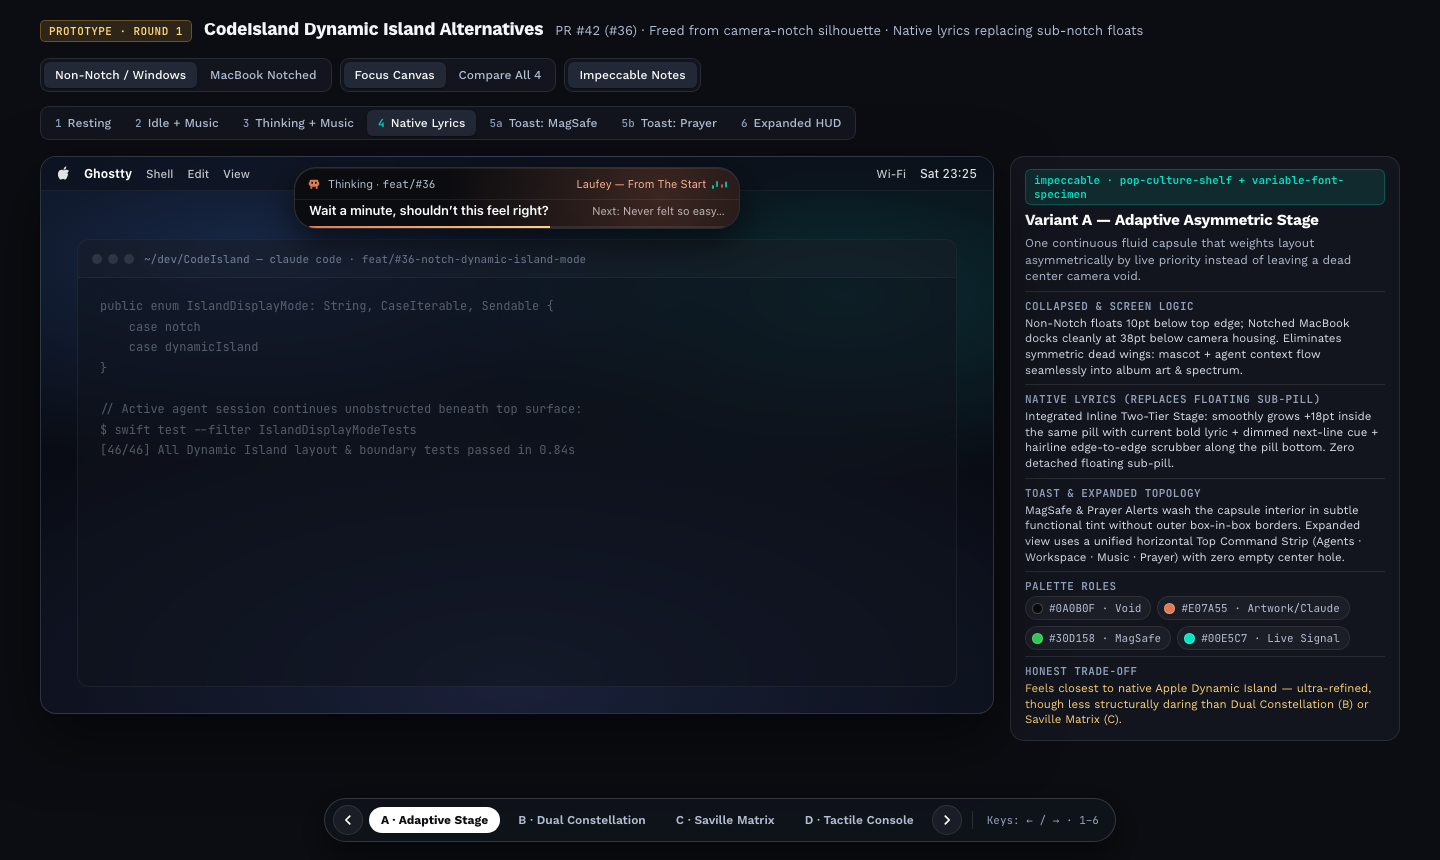 PROTOTYPE · ROUND 1
CodeIsland Dynamic Island Alternatives
PR #42 (#36) · Freed from camera-notch silhouette · Native lyrics replacing sub-notch floats
Non-Notch / Windows
MacBook Notched
Focus Canvas
Compare All 4
Impeccable Notes
1 Resting
2 Idle + Music
3 Thinking + Music
4 Native Lyrics
5a Toast: MagSafe
5b Toast: Prayer
6 Expanded HUD
Ghostty Shell Edit View
Thinking · feat/#36
Laufey — From The Start
Wait a minute, shouldn't this feel right?
Next: Never felt so easy...
Wi-Fi Sat 23:25
~/dev/CodeIsland — claude code · feat/#36-notch-dynamic-island-mode
public enum IslandDisplayMode: String, CaseIterable, Sendable {
case notch
case dynamicIsland
}
// Active agent session continues unobstructed beneath top surface:
$ swift test --filter IslandDisplayModeTests
[46/46] All Dynamic Island layout & boundary tests passed in 0.84s
impeccable · pop-culture-shelf + variable-font-
specimen
Variant A — Adaptive Asymmetric Stage
One continuous fluid capsule that weights layout
asymmetrically by live priority instead of leaving a dead
center camera void.
COLLAPSED & SCREEN LOGIC
Non-Notch floats 10pt below top edge; Notched MacBook
docks cleanly at 38pt below camera housing. Eliminates
symmetric dead wings: mascot + agent context flow
seamlessly into album art & spectrum.
NATIVE LYRICS (REPLACES FLOATING SUB-PILL)
Integrated Inline Two-Tier Stage: smoothly grows +18pt inside
the same pill with current bold lyric + dimmed next-line cue +
hairline edge-to-edge scrubber along the pill bottom. Zero
detached floating sub-pill.
TOAST & EXPANDED TOPOLOGY
MagSafe & Prayer Alerts wash the capsule interior in subtle
functional tint without outer box-in-box borders. Expanded
view uses a unified horizontal Top Command Strip (Agents ·
Workspace · Music · Prayer) with zero empty center hole.
PALETTE ROLES
#0A0B0F · Void
#E07A55 · Artwork/Claude
#30D158 · MagSafe
#00E5C7 · Live Signal
HONEST TRADE-OFF
Feels closest to native Apple Dynamic Island — ultra-refined,
though less structurally daring than Dual Constellation (B) or
Saville Matrix (C).
A · Adaptive Stage
B · Dual Constellation
C · Saville Matrix
D · Tactile Console
Keys: ← / → · 1–6